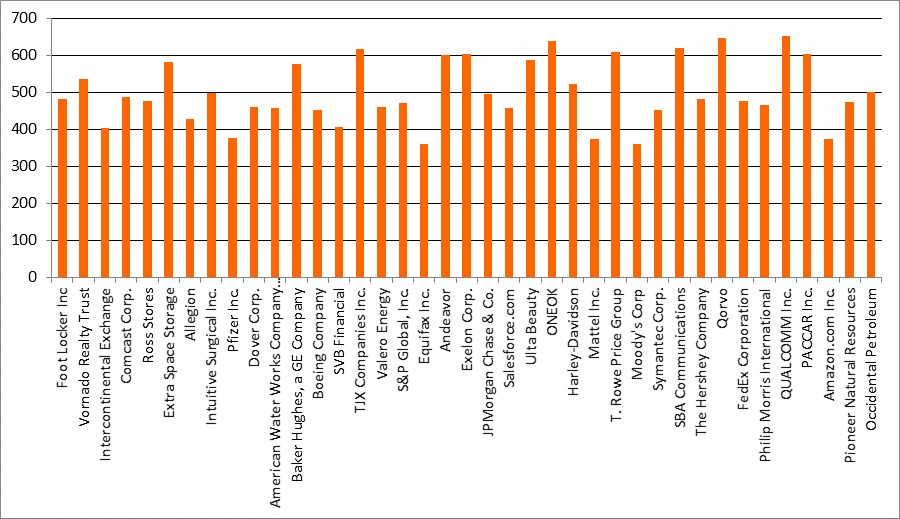 700
600
500
400
300
200
100
0
Foot Locker Inc
Vornado Realty Trust
Intercontinental Exchange
Comcast Corp.
Ross Stores
Extra Space Storage
Allegion
Intuitive Surgical Inc.
Pfizer Inc.
Dover Corp.
American Water Works Company...
Baker Hughes, a GE Company
Boeing Company
SVB Financial
TJX Companies Inc.
Valero Energy
S&P Global, Inc.
Equifax Inc.
Andeavor
Exelon Corp.
JPMorgan Chase & Co.
Salesforce.com
Ulta Beauty
ONEOK
Harley-Davidson
Mattel Inc.
T. Rowe Price Group
Moody's Corp
Symantec Corp.
SBA Communications
The Hershey Company
Qorvo
FedEx Corporation
Philip Morris International
QUALCOMM Inc.
PACCAR Inc.
Amazon.com Inc.
Pioneer Natural Resources
Occidental Petroleum